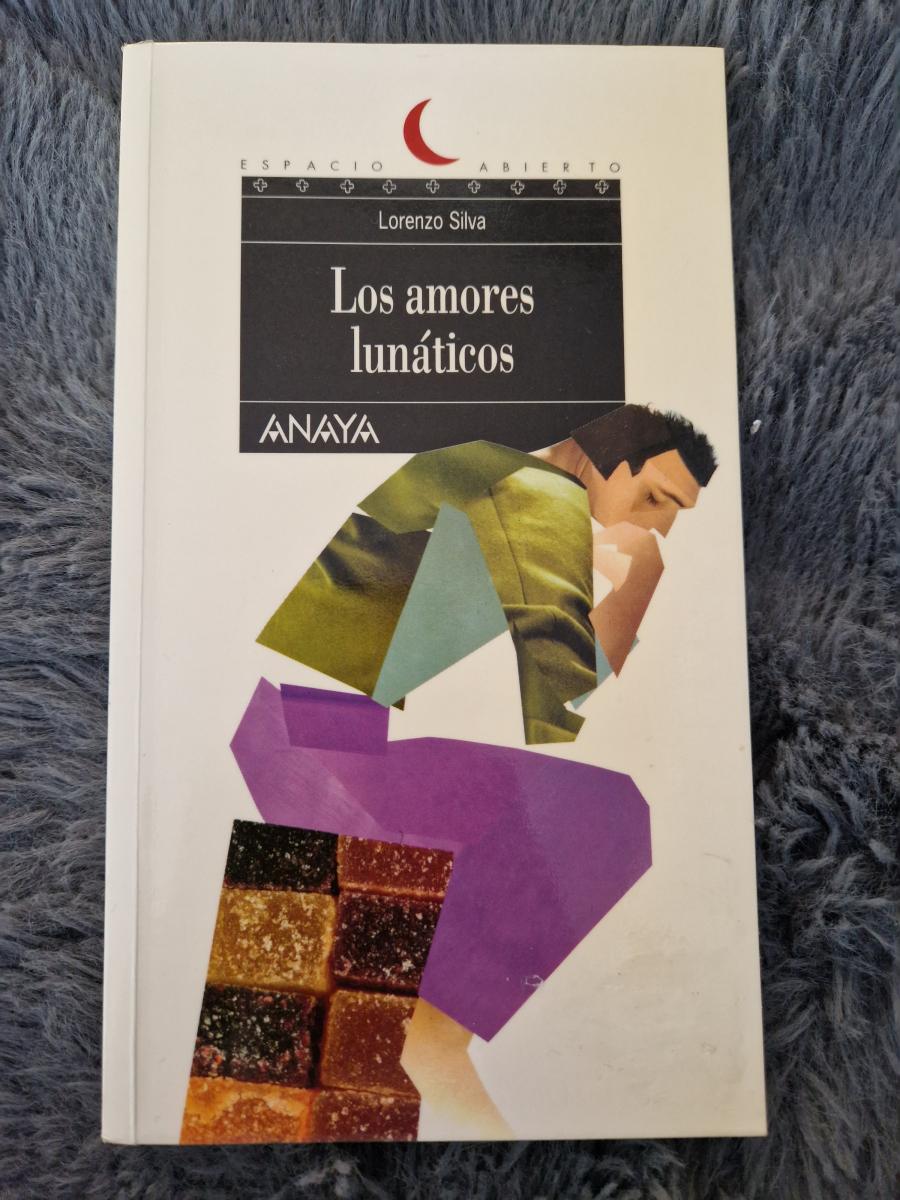 ESPACIO ABIERTO
Lorenzo Silva
Los amores
lunáticos
ANAYA